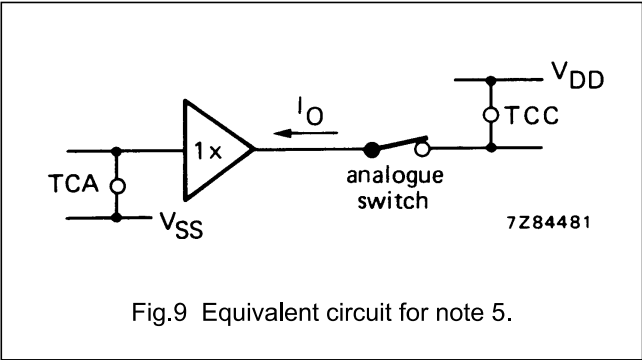 V_DD
TCC
I_O
1x
TCA
V_SS
analogue
switch
7Z84481
Fig.9 Equivalent circuit for note 5.